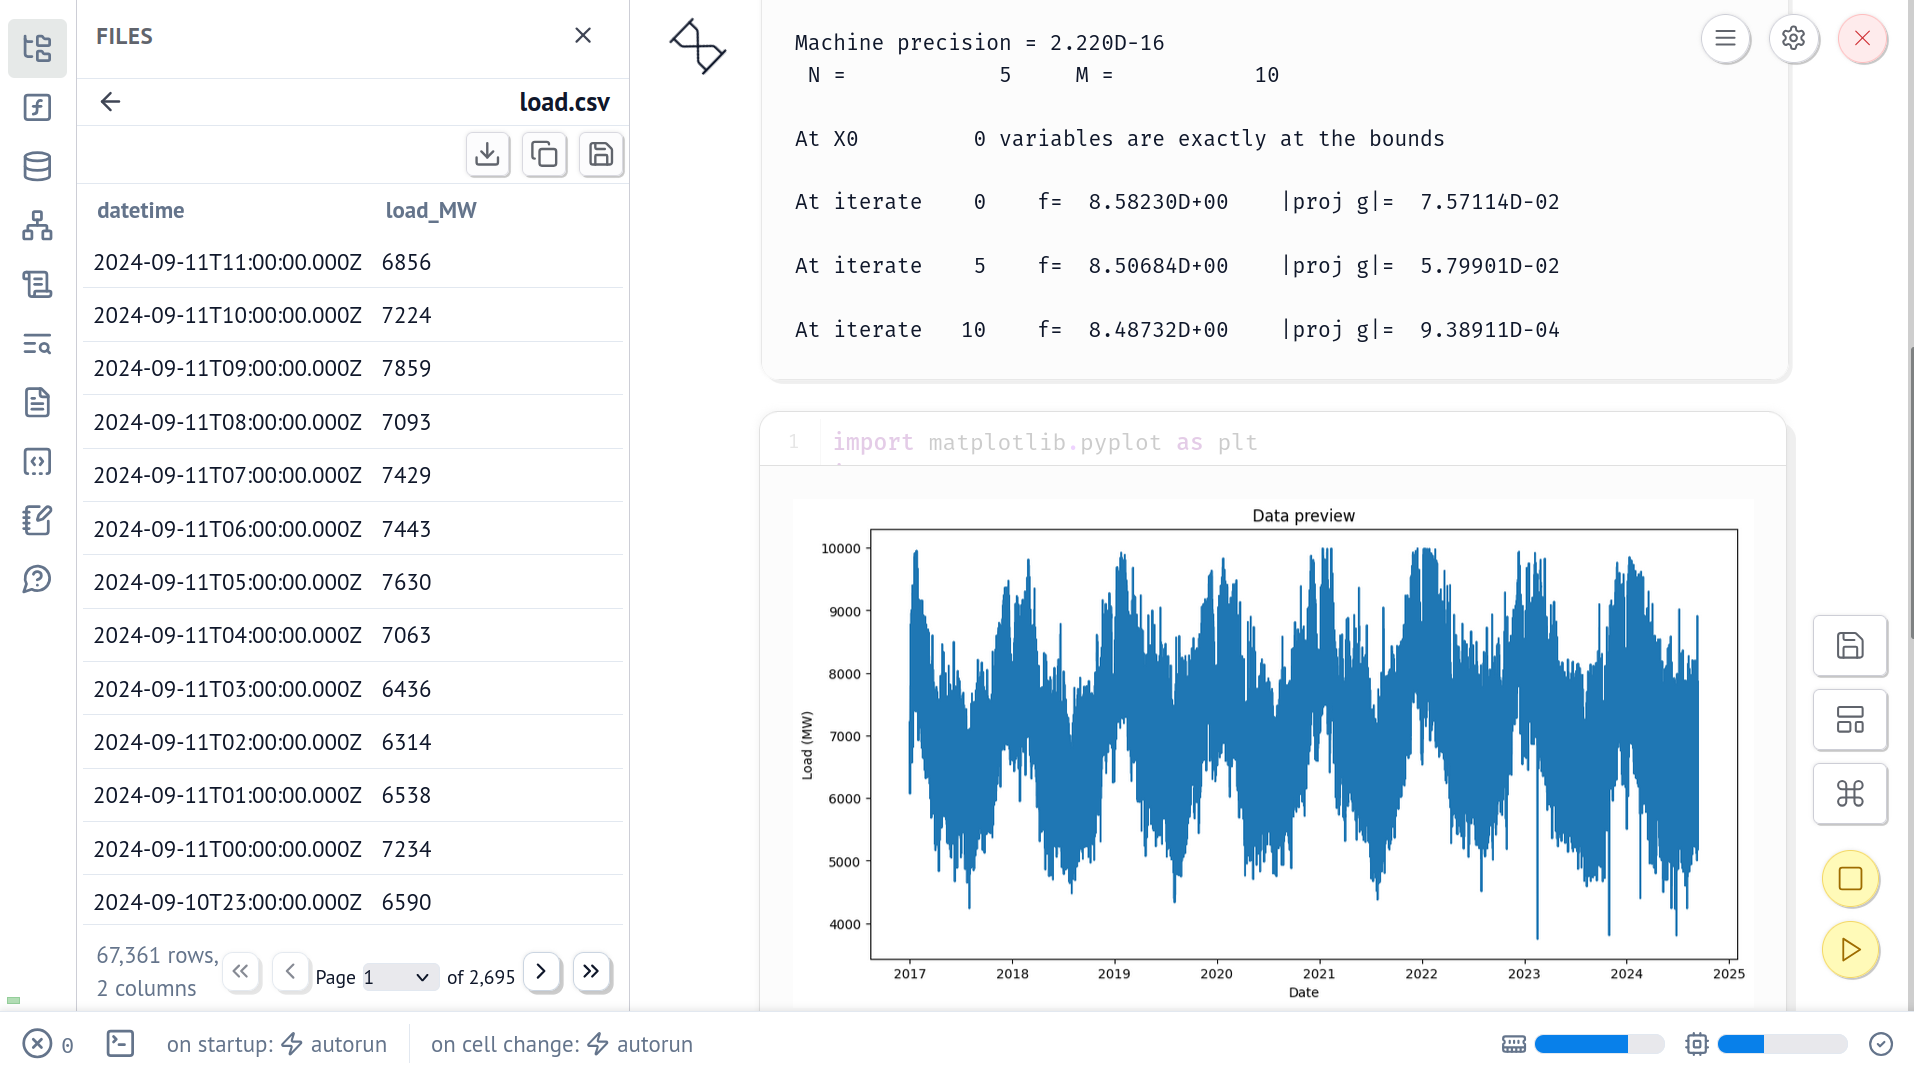 FILES
load.csv
datetime load_MW
2024-09-11T11:00:00.000Z 6856
2024-09-11T10:00:00.000Z 7224
2024-09-11T09:00:00.000Z 7859
2024-09-11T08:00:00.000Z 7093
2024-09-11T07:00:00.000Z 7429
2024-09-11T06:00:00.000Z 7443
2024-09-11T05:00:00.000Z 7630
2024-09-11T04:00:00.000Z 7063
2024-09-11T03:00:00.000Z 6436
2024-09-11T02:00:00.000Z 6314
2024-09-11T01:00:00.000Z 6538
2024-09-11T00:00:00.000Z 7234
2024-09-10T23:00:00.000Z 6590
67,361 rows,
2 columns
Page 1 of 2,695
Machine precision = 2.220D-16
N = 5 M = 10
At X0 0 variables are exactly at the bounds
At iterate 0 f= 8.58230D+00 |proj g|= 7.57114D-02
At iterate 5 f= 8.50684D+00 |proj g|= 5.79901D-02
At iterate 10 f= 8.48732D+00 |proj g|= 9.38911D-04
1 import matplotlib.pyplot as plt
Data preview
10000
9000
8000
7000
6000
5000
4000
Load (MW)
2017 2018 2019 2020 2021 2022 2023 2024 2025
Date
0 on startup: autorun on cell change: autorun